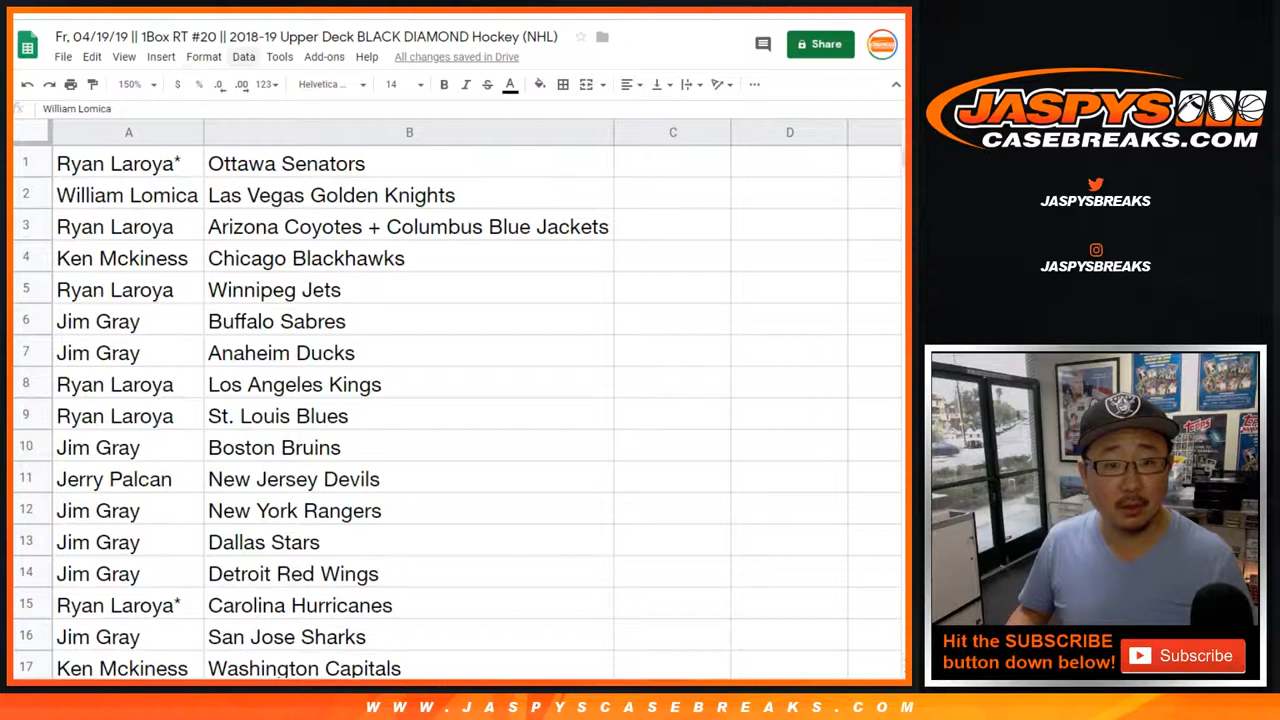 Fr, 04/19/19 || 1Box RT #20 || 2018-19 Upper Deck BLACK DIAMOND Hockey (NHL)
File Edit View Insert Format Data Tools Add-ons Help All changes saved in Drive
Share
150% $ % .0 .00 123 Helvetica ... 14 B I S A
fx William Lomica
A B C D
1 Ryan Laroya* Ottawa Senators
2 William Lomica Las Vegas Golden Knights
3 Ryan Laroya Arizona Coyotes + Columbus Blue Jackets
4 Ken Mckiness Chicago Blackhawks
5 Ryan Laroya Winnipeg Jets
6 Jim Gray Buffalo Sabres
7 Jim Gray Anaheim Ducks
8 Ryan Laroya Los Angeles Kings
9 Ryan Laroya St. Louis Blues
10 Jim Gray Boston Bruins
11 Jerry Palcan New Jersey Devils
12 Jim Gray New York Rangers
13 Jim Gray Dallas Stars
14 Jim Gray Detroit Red Wings
15 Ryan Laroya* Carolina Hurricanes
16 Jim Gray San Jose Sharks
17 Ken Mckiness Washington Capitals
JASPYS
CASEBREAKS.COM
JASPYSBREAKS
JASPYSBREAKS
topps
Hit the SUBSCRIBE
button down below!
Subscribe
WWW.JASPYSCASEBREAKS.COM